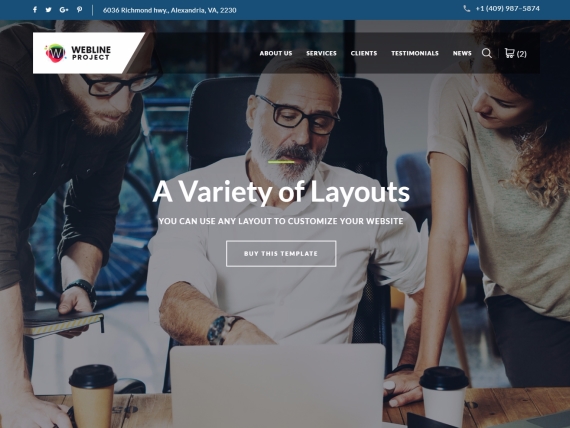 6036 Richmond hwy., Alexandria, VA, 2230
+1 (409) 987–5874
WEBLINE
PROJECT
ABOUT US
SERVICES
CLIENTS
TESTIMONIALS
NEWS
(2)
A Variety of Layouts
YOU CAN USE ANY LAYOUT TO CUSTOMIZE YOUR WEBSITE
BUY THIS TEMPLATE